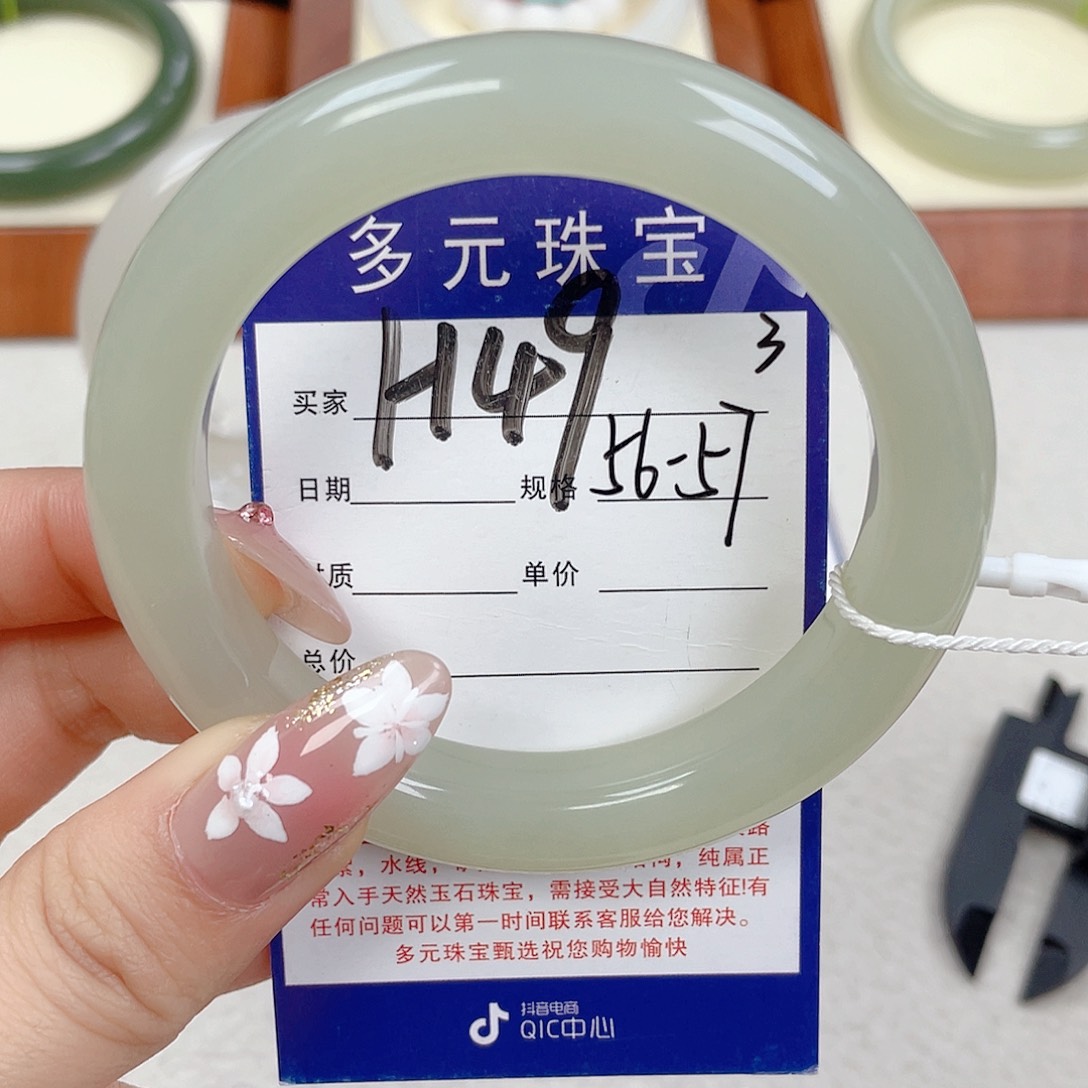 多元珠宝
H49
3
买家
日期 规格 56-57
质 单价
总价
路
水线，纯属正
常入手天然玉石珠宝，需接受大自然特征!有
任何问题可以第一时间联系客服给您解决。
多元珠宝甄选祝您购物愉快
抖音电商
QIC中心